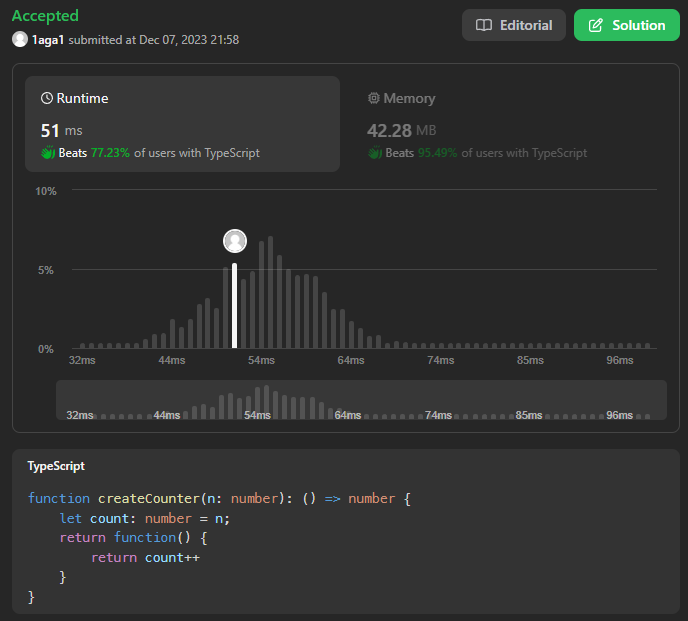 Accepted
1aga1 submitted at Dec 07, 2023 21:58
Editorial
Solution
Runtime
51 ms
Beats 77.23% of users with TypeScript
Memory
42.28 MB
Beats 95.49% of users with TypeScript
10%
5%
0%
32ms 44ms 54ms 64ms 74ms 85ms 96ms
32ms 44ms 54ms 64ms 74ms 85ms 96ms
TypeScript
function createCounter(n: number): () => number {
    let count: number = n;
    return function() {
        return count++
    }
}